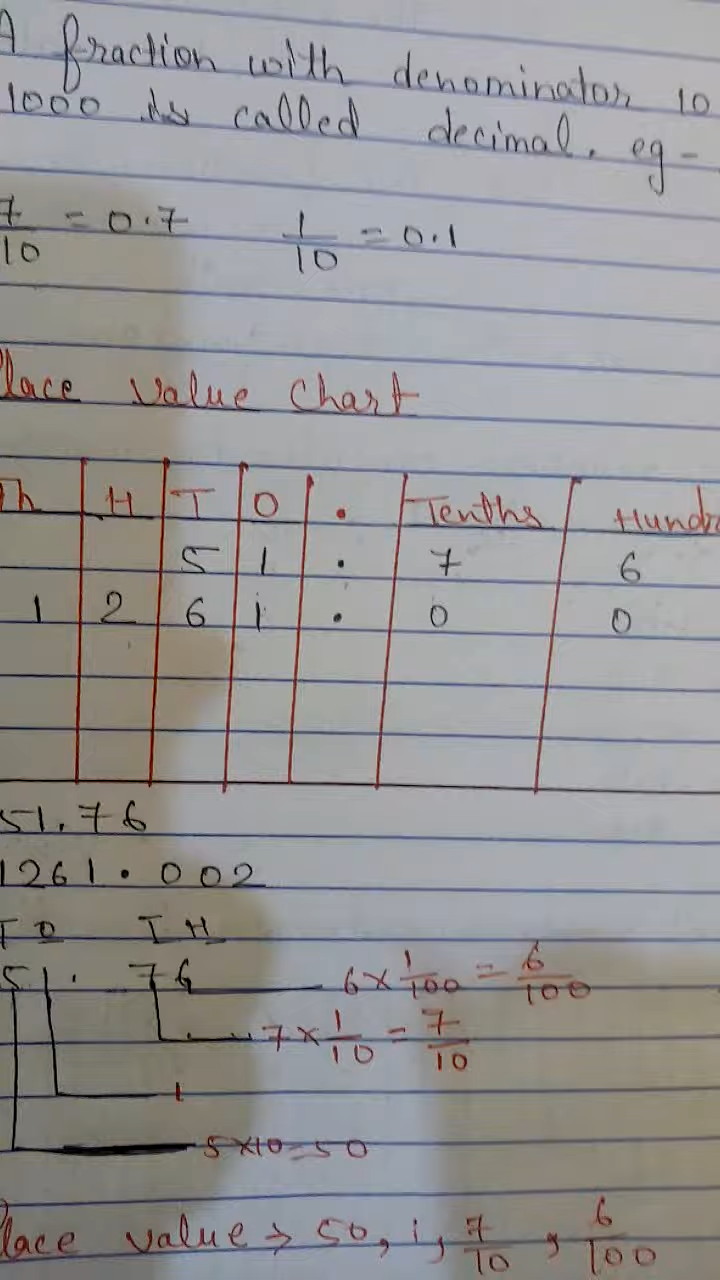 A fraction with denominator 10
1000 is called decimal. eg -
7/10 = 0.7 1/10 = 0.1
lace value Chart
Th H T O . Tenths Hund
5 1 . 7 6
1 2 6 1 . 0 0
51.76
1261.002
T O T H
51.76 6 × 1/100 = 6/100
7 × 1/10 = 7/10
1
5 × 10 = 50
lace value → 50, 1, 7/10, 6/100